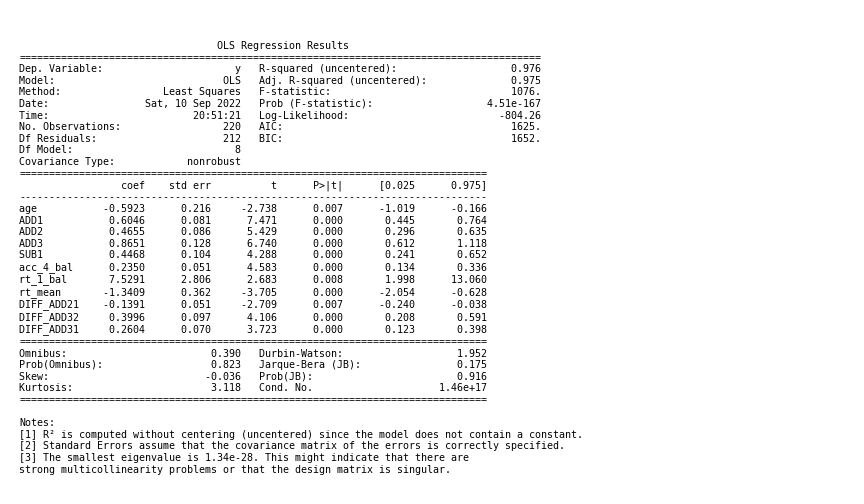 OLS Regression Results
==============================================================================
Dep. Variable: y R-squared (uncentered): 0.976
Model: OLS Adj. R-squared (uncentered): 0.975
Method: Least Squares F-statistic: 1076.
Date: Sat, 10 Sep 2022 Prob (F-statistic): 4.51e-167
Time: 20:51:21 Log-Likelihood: -804.26
No. Observations: 220 AIC: 1625.
Df Residuals: 212 BIC: 1652.
Df Model: 8
Covariance Type: nonrobust
==============================================================================
coef std err t P>|t| [0.025 0.975]
------------------------------------------------------------------------------
age -0.5923 0.216 -2.738 0.007 -1.019 -0.166
ADD1 0.6046 0.081 7.471 0.000 0.445 0.764
ADD2 0.4655 0.086 5.429 0.000 0.296 0.635
ADD3 0.8651 0.128 6.740 0.000 0.612 1.118
SUB1 0.4468 0.104 4.288 0.000 0.241 0.652
acc_4_bal 0.2350 0.051 4.583 0.000 0.134 0.336
rt_1_bal 7.5291 2.806 2.683 0.008 1.998 13.060
rt_mean -1.3409 0.362 -3.705 0.000 -2.054 -0.628
DIFF_ADD21 -0.1391 0.051 -2.709 0.007 -0.240 -0.038
DIFF_ADD32 0.3996 0.097 4.106 0.000 0.208 0.591
DIFF_ADD31 0.2604 0.070 3.723 0.000 0.123 0.398
==============================================================================
Omnibus: 0.390 Durbin-Watson: 1.952
Prob(Omnibus): 0.823 Jarque-Bera (JB): 0.175
Skew: -0.036 Prob(JB): 0.916
Kurtosis: 3.118 Cond. No. 1.46e+17
==============================================================================
Notes:
[1] R² is computed without centering (uncentered) since the model does not contain a constant.
[2] Standard Errors assume that the covariance matrix of the errors is correctly specified.
[3] The smallest eigenvalue is 1.34e-28. This might indicate that there are
strong multicollinearity problems or that the design matrix is singular.